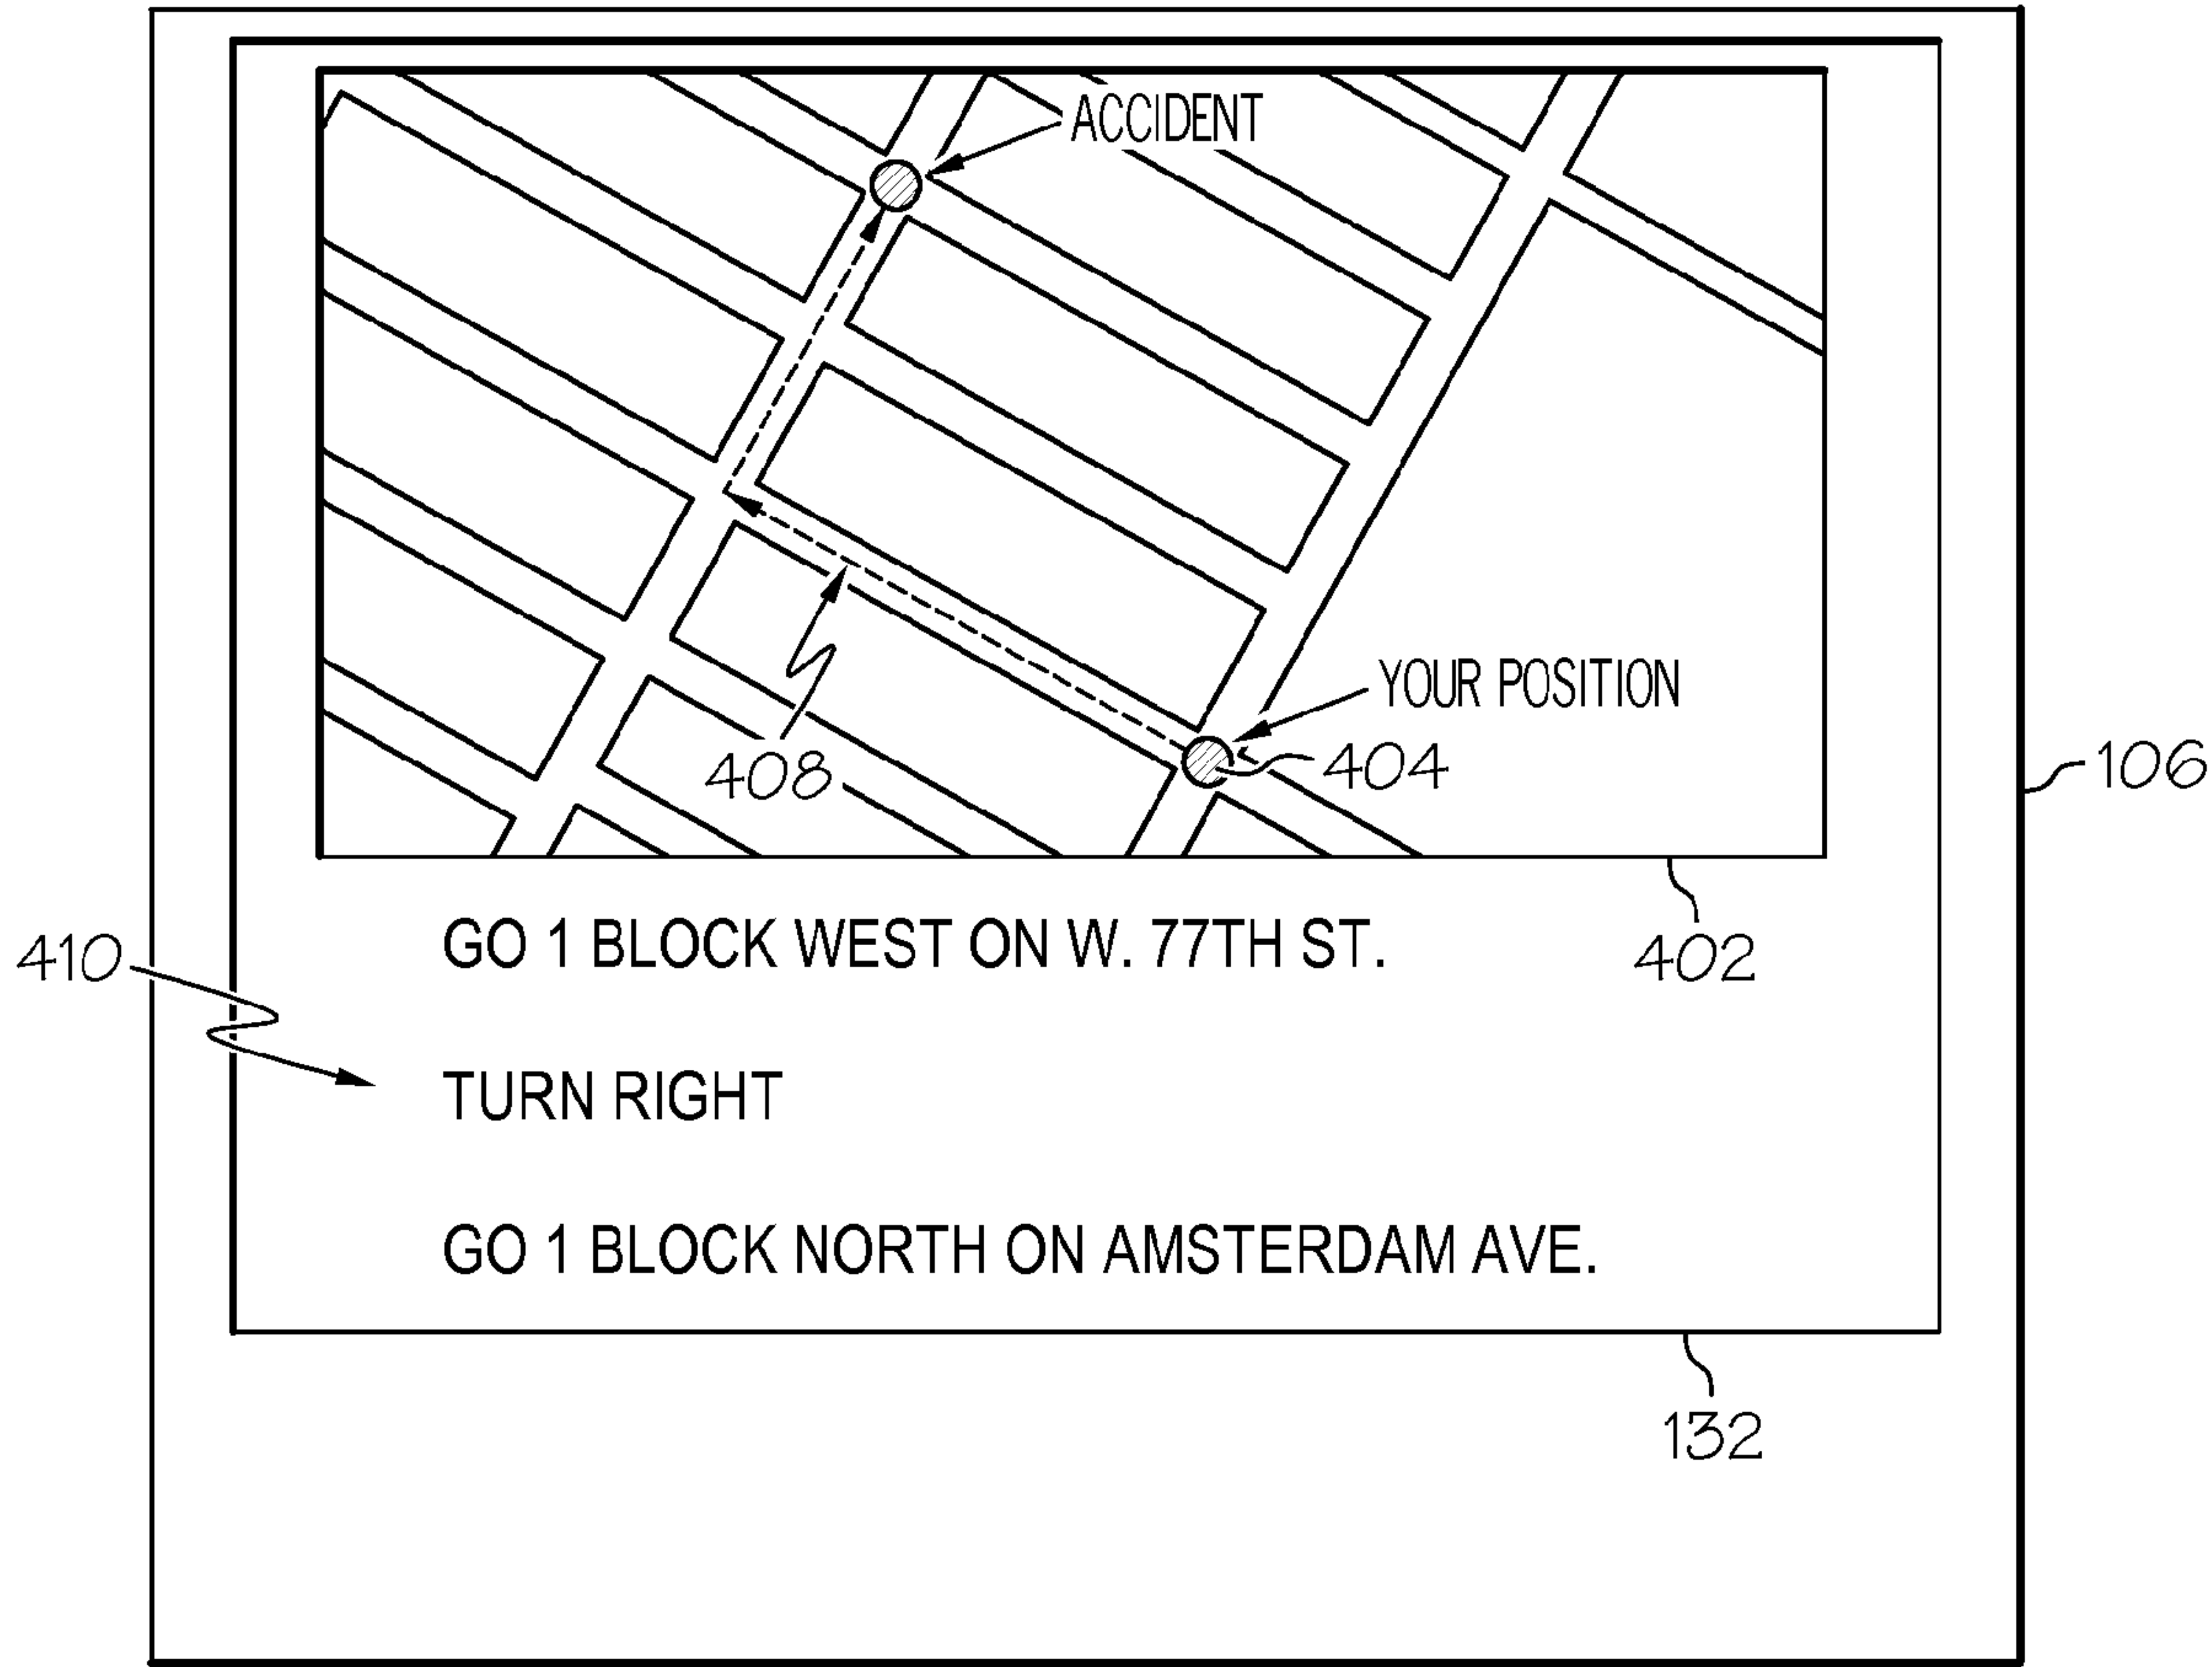 ACCIDENT
YOUR POSITION
408
404
106
402
GO 1 BLOCK WEST ON W. 77TH ST.
410
TURN RIGHT
GO 1 BLOCK NORTH ON AMSTERDAM AVE.
132